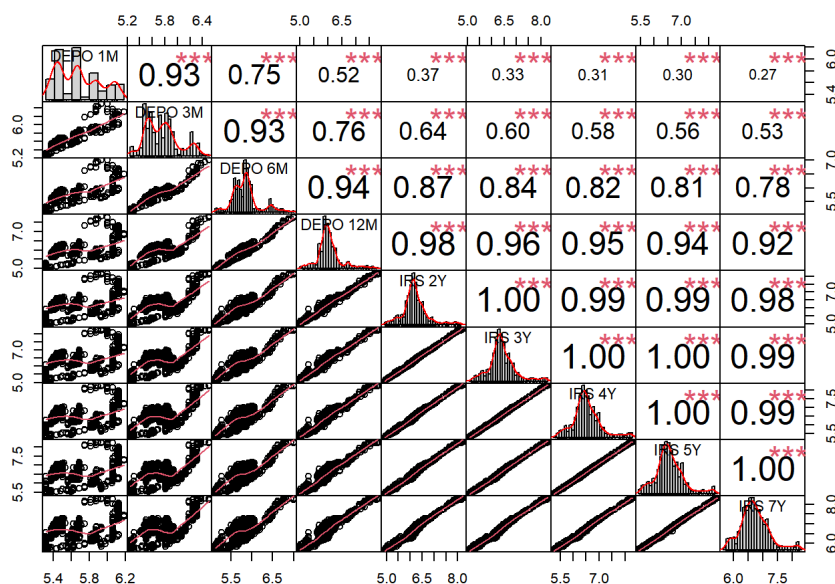 5.2 5.8 6.4 5.0 6.5 5.0 6.5 8.0 5.5 7.0
DEPO 1M 0.93 *** 0.75 *** 0.52 *** 0.37 *** 0.33 *** 0.31 *** 0.30 *** 0.27 *** 5.4 6.0
5.2 6.0 DEPO 3M 0.93 *** 0.76 *** 0.64 *** 0.60 *** 0.58 *** 0.56 *** 0.53 ***
DEPO 6M 0.94 *** 0.87 *** 0.84 *** 0.82 *** 0.81 *** 0.78 *** 5.5 7.0
5.0 7.0 DEPO 12M 0.98 *** 0.96 *** 0.95 *** 0.94 *** 0.92 ***
IRS 2Y 1.00 *** 0.99 *** 0.99 *** 0.98 *** 5.0 7.0
5.0 7.0 IRS 3Y 1.00 *** 1.00 *** 0.99 ***
IRS 4Y 1.00 *** 0.99 *** 5.5 7.5
5.5 7.5 IRS 5Y 1.00 ***
IRS 7Y 6.0 8.0
5.4 5.8 6.2 5.5 6.5 5.0 6.5 8.0 5.5 7.0 6.0 7.5